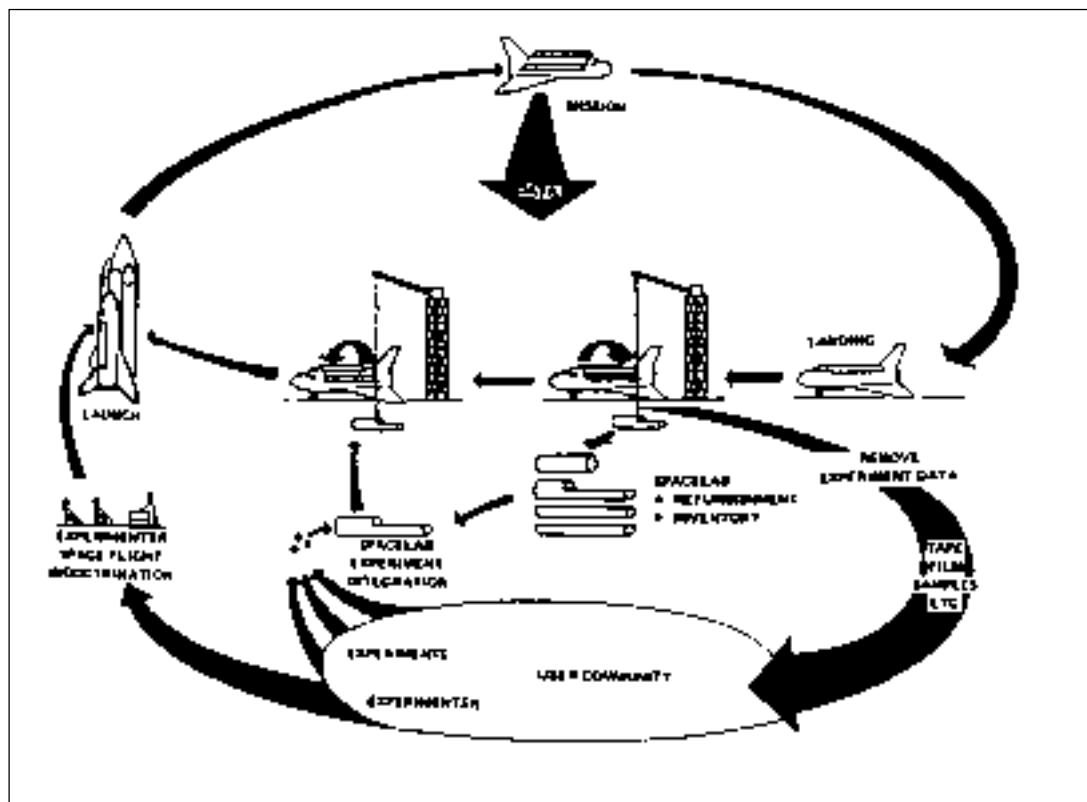 MISSION
LANDING
LAUNCH
REMOVE
EXPERIMENT DATA
SPACELAB
REFURBISHMENT
INVENTORY
EXPERIMENTER
SPACE FLIGHT
INDOCTRINATION
SPACELAB
EXPERIMENT
INTEGRATION
TAPE
FILM
SAMPLES
ETC
EXPERIMENTS
USER COMMUNITY
EXPERIMENTER